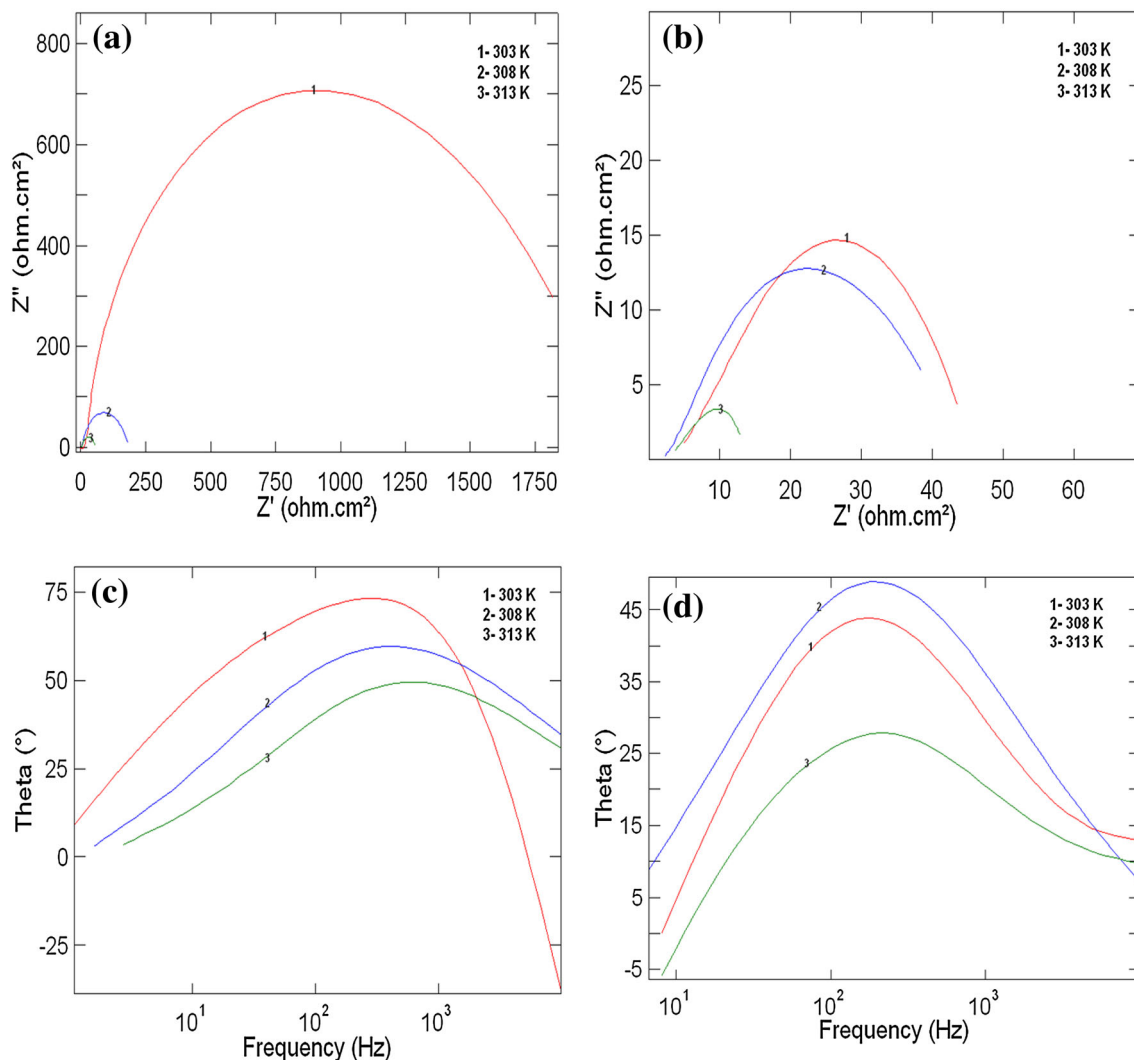 (a)
1- 303 K
2- 308 K
3- 313 K
800
600
400
200
0
Z" (ohm.cm²)
1
2
3
0 250 500 750 1000 1250 1500 1750
Z' (ohm.cm²)
(b)
1- 303 K
2- 308 K
3- 313 K
25
20
15
10
5
Z" (ohm.cm²)
1
2
3
10 20 30 40 50 60
Z' (ohm.cm²)
(c)
1- 303 K
2- 308 K
3- 313 K
75
50
25
0
-25
Theta (°)
1
2
3
10¹ 10² 10³
Frequency (Hz)
(d)
1- 303 K
2- 308 K
3- 313 K
45
35
25
15
5
-5
Theta (°)
2
1
3
10¹ 10² 10³
Frequency (Hz)